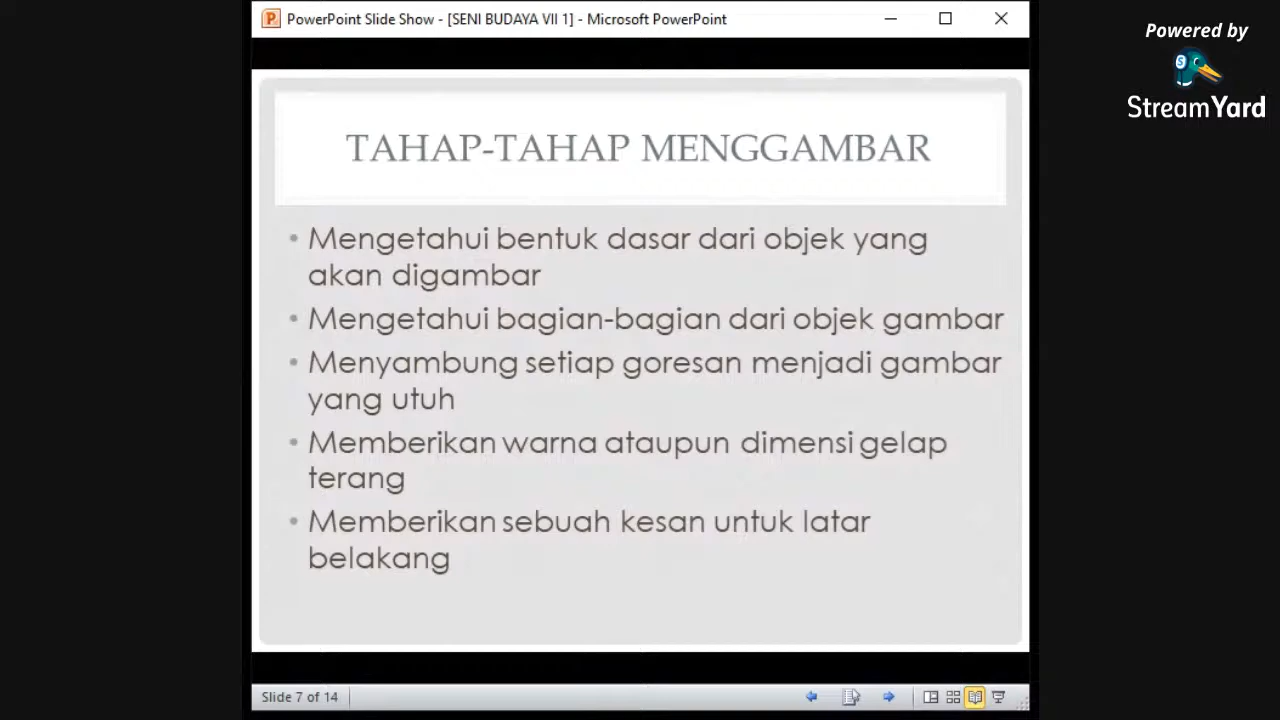 PowerPoint Slide Show - [SENI BUDAYA VII 1] - Microsoft PowerPoint
Powered by
StreamYard
TAHAP-TAHAP MENGGAMBAR
• Mengetahui bentuk dasar dari objek yang
akan digambar
• Mengetahui bagian-bagian dari objek gambar
• Menyambung setiap goresan menjadi gambar
yang utuh
• Memberikan warna ataupun dimensi gelap
terang
• Memberikan sebuah kesan untuk latar
belakang
Slide 7 of 14